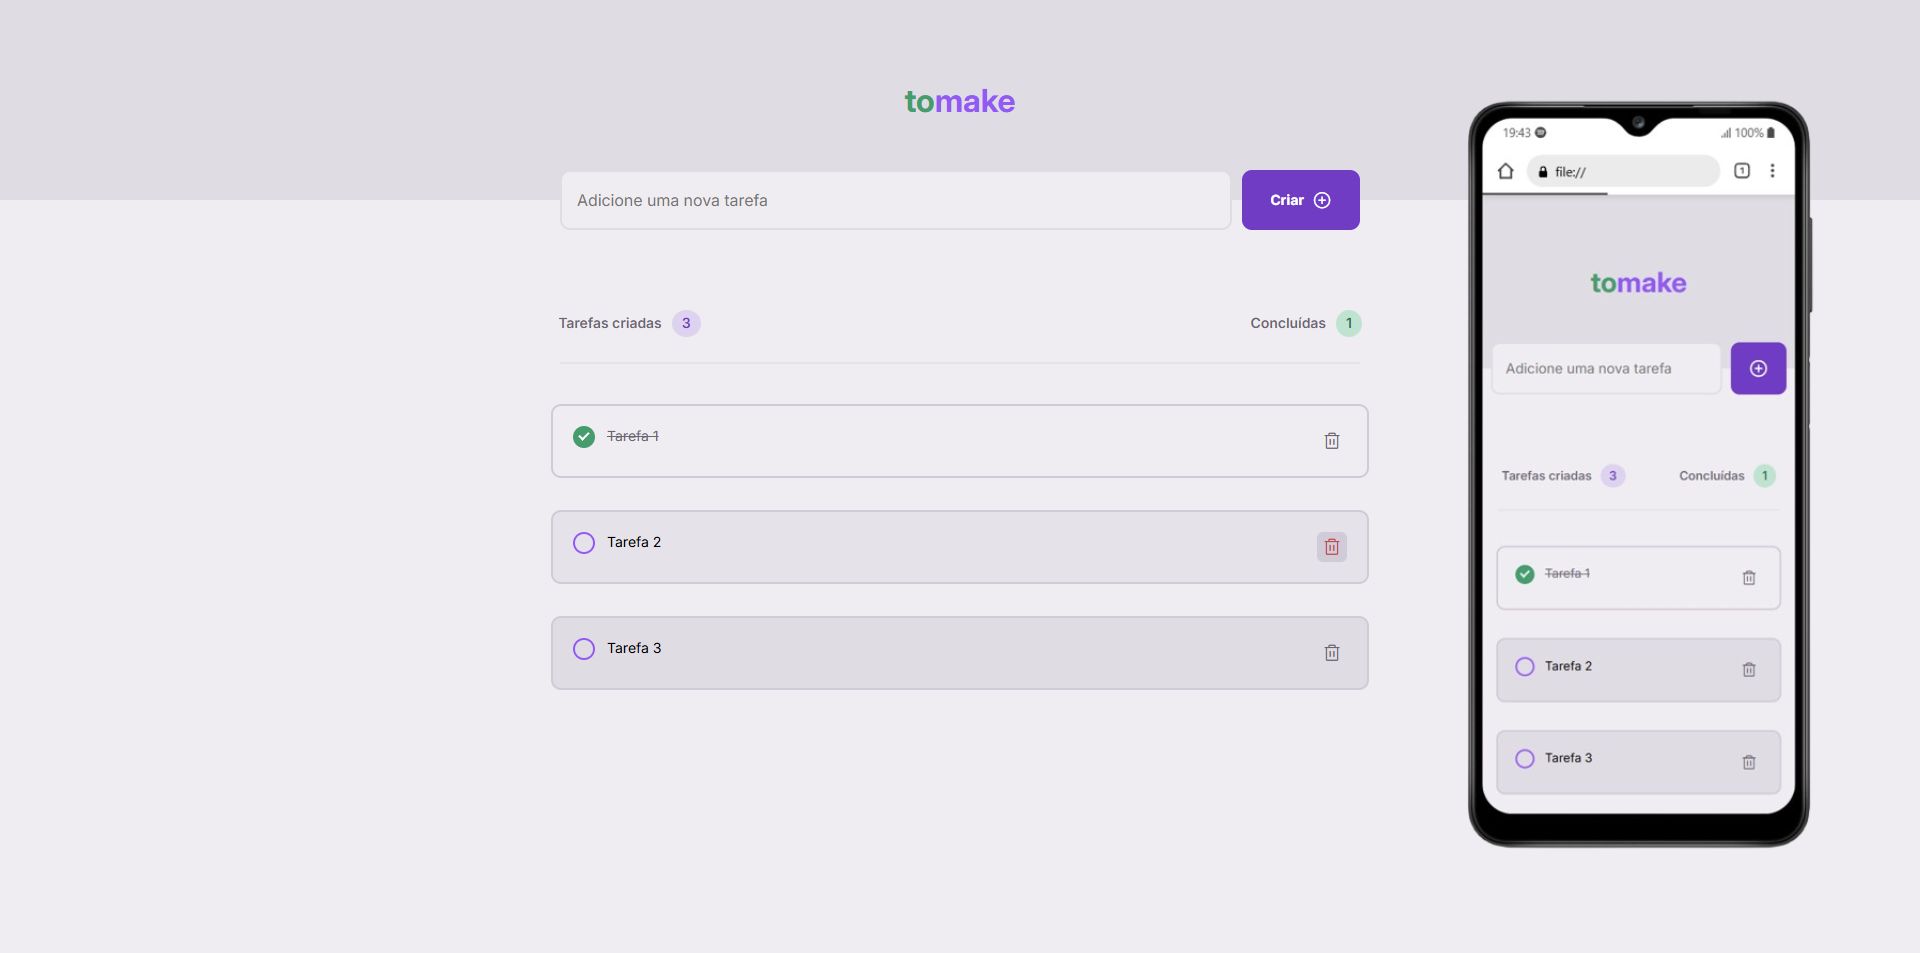 tomake
Adicione uma nova tarefa
Criar
Tarefas criadas 3
Concluídas 1
Tarefa 1
Tarefa 2
Tarefa 3
19:43
100%
file://
1
tomake
Adicione uma nova tarefa
Tarefas criadas 3
Concluídas 1
Tarefa 1
Tarefa 2
Tarefa 3